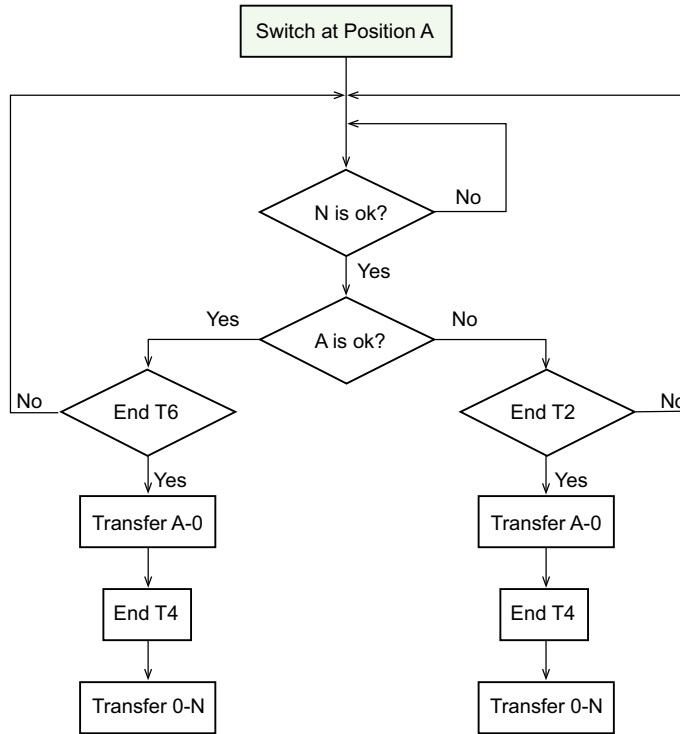 Switch at Position A
N is ok?
No
Yes
Yes
A is ok?
No
No
End T6
End T2
No
Yes
Yes
Transfer A-0
Transfer A-0
End T4
End T4
Transfer 0-N
Transfer 0-N